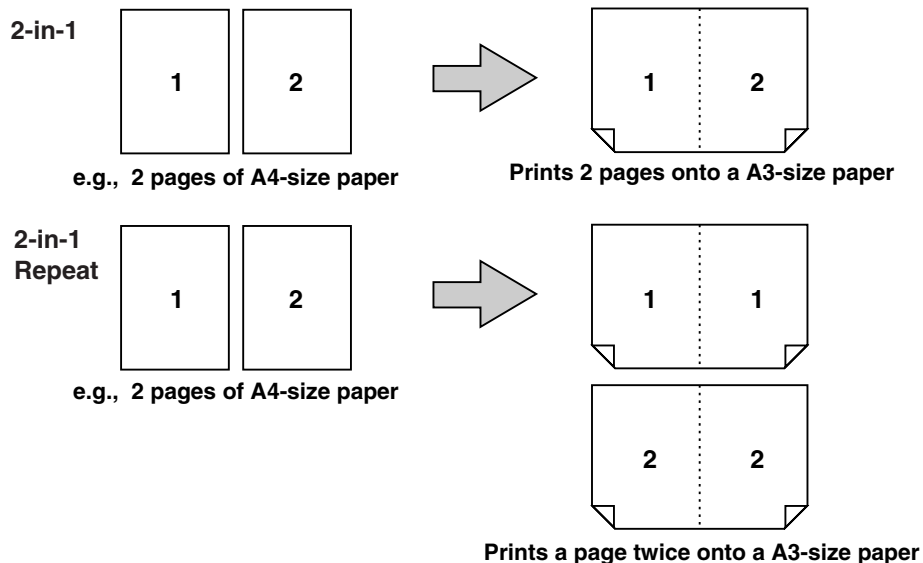 2-in-1
1 2
1 2
e.g., 2 pages of A4-size paper
Prints 2 pages onto a A3-size paper
2-in-1
Repeat
1 2
1 1
e.g., 2 pages of A4-size paper
2 2
Prints a page twice onto a A3-size paper